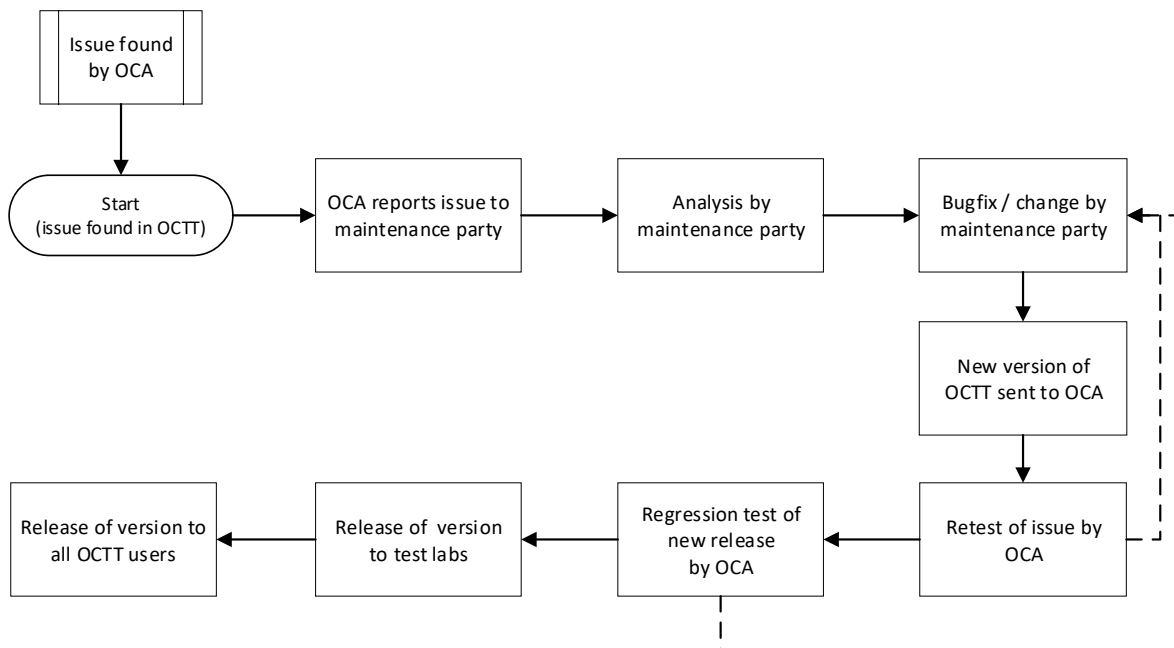 Issue found
by OCA
Start
(issue found in OCTT)
OCA reports issue to
maintenance party
Analysis by
maintenance party
Bugfix / change by
maintenance party
New version of
OCTT sent to OCA
Retest of issue by
OCA
Regression test of
new release
by OCA
Release of version
to test labs
Release of version to
all OCTT users